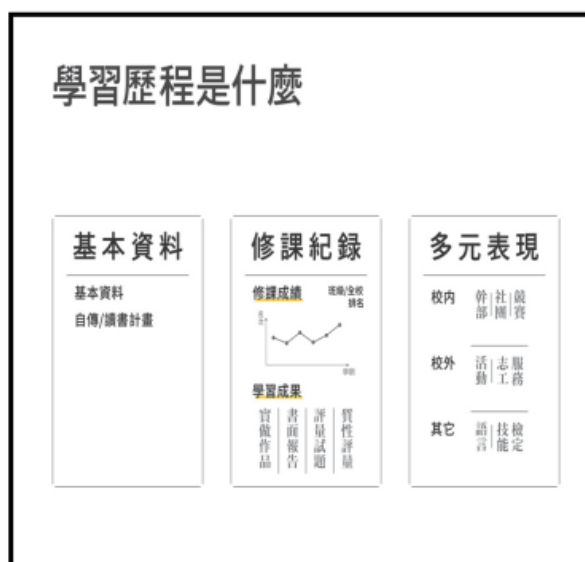 學習歷程是什麼
基本資料
基本資料
自傳/讀書計畫
修課紀録
修課成績
班級/全校
排名
學習成果
實做作品
書面報告
評量試題
質性評量
多元表現
校内
幹部
社團
競賽
校外
活動
志工
服務
其它
語言
技能
檢定